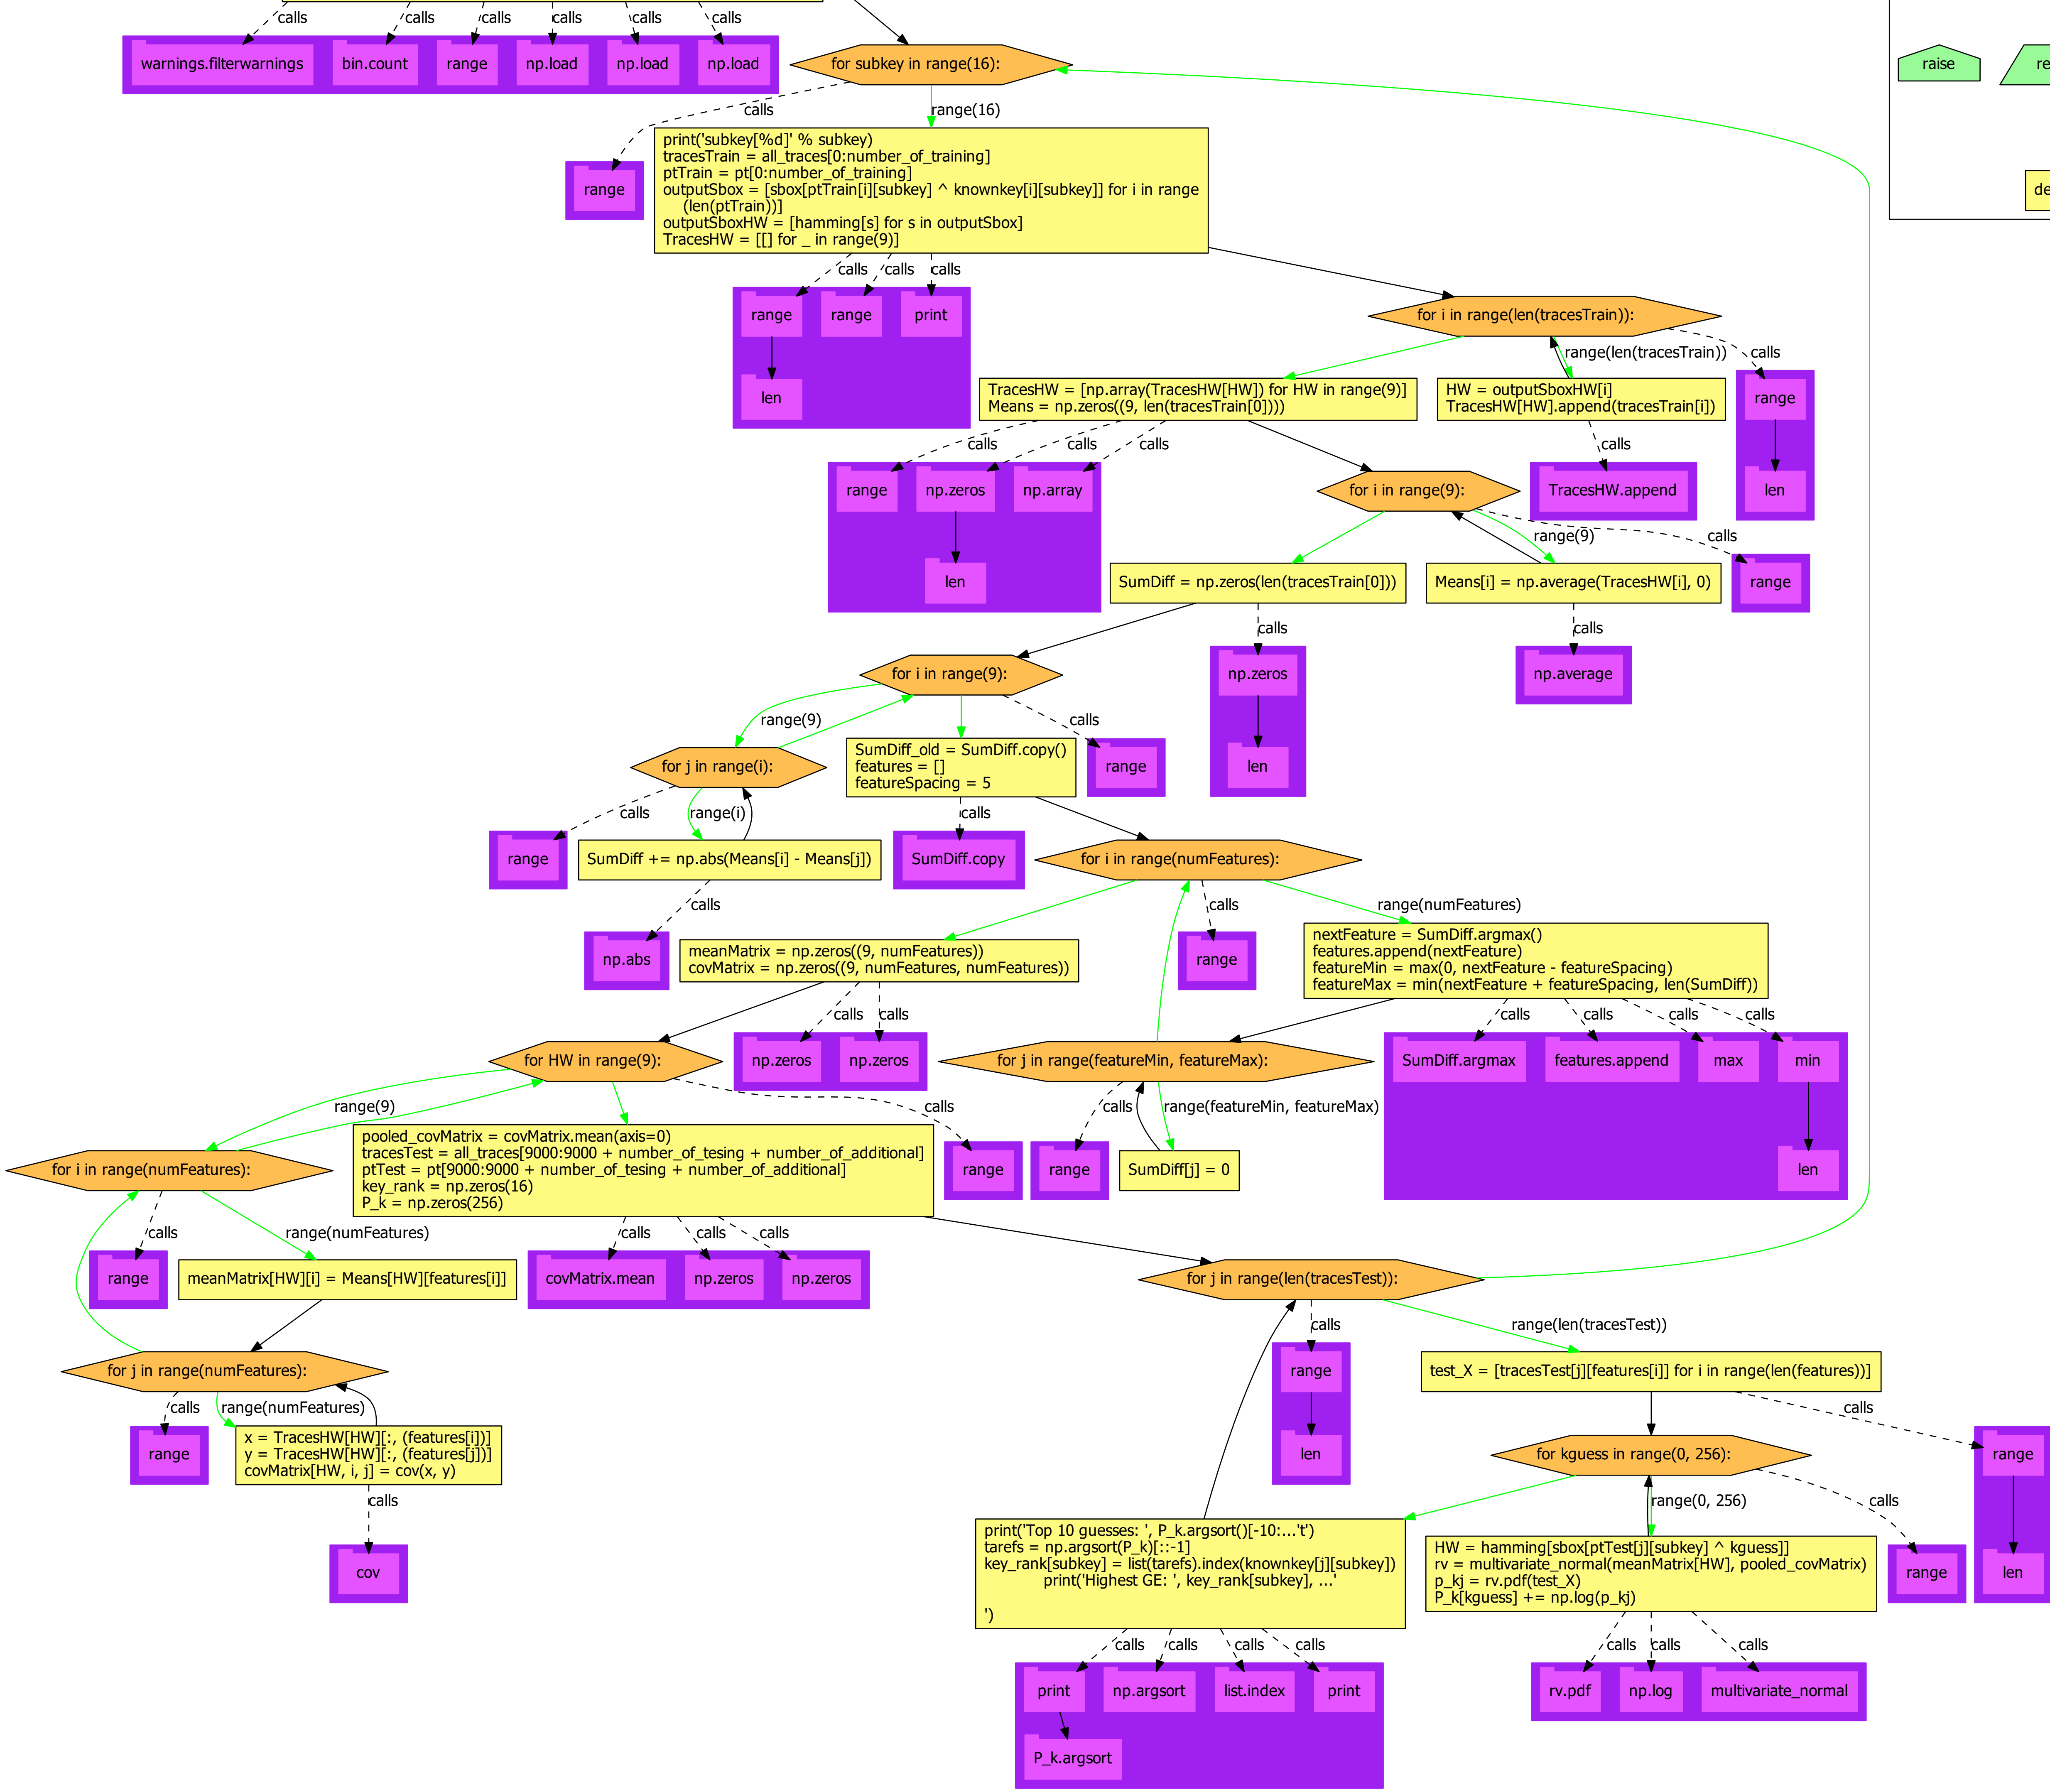 calls
calls
calls
calls
calls
calls
warnings.filterwarnings
bin.count
range
np.load
np.load
np.load
for subkey in range(16):
raise
re
calls
range(16)
print('subkey[%d]' % subkey)
tracesTrain = all_traces[0:number_of_training]
ptTrain = pt[0:number_of_training]
outputSbox = [sbox[ptTrain[i][subkey] ^ knownkey[i][subkey]] for i in range
(len(ptTrain))]
outputSboxHW = [hamming[s] for s in outputSbox]
TracesHW = [[] for _ in range(9)]
range
de
calls
calls
calls
range
range
print
for i in range(len(tracesTrain)):
range(len(tracesTrain))
calls
len
TracesHW = [np.array(TracesHW[HW]) for HW in range(9)]
Means = np.zeros((9, len(tracesTrain[0])))
HW = outputSboxHW[i]
TracesHW[HW].append(tracesTrain[i])
range
calls
calls
calls
calls
range
np.zeros
np.array
for i in range(9):
TracesHW.append
len
range(9)
calls
len
SumDiff = np.zeros(len(tracesTrain[0]))
Means[i] = np.average(TracesHW[i], 0)
range
calls
calls
for i in range(9):
np.zeros
np.average
range(9)
calls
for j in range(i):
SumDiff_old = SumDiff.copy()
features = []
featureSpacing = 5
range
len
calls
range(i)
calls
range
SumDiff += np.abs(Means[i] - Means[j])
SumDiff.copy
for i in range(numFeatures):
calls
calls
range(numFeatures)
np.abs
meanMatrix = np.zeros((9, numFeatures))
covMatrix = np.zeros((9, numFeatures, numFeatures))
range
nextFeature = SumDiff.argmax()
features.append(nextFeature)
featureMin = max(0, nextFeature - featureSpacing)
featureMax = min(nextFeature + featureSpacing, len(SumDiff))
calls
calls
calls
calls
calls
calls
for HW in range(9):
np.zeros
np.zeros
for j in range(featureMin, featureMax):
SumDiff.argmax
features.append
max
min
range(9)
calls
calls
range(featureMin, featureMax)
for i in range(numFeatures):
pooled_covMatrix = covMatrix.mean(axis=0)
tracesTest = all_traces[9000:9000 + number_of_tesing + number_of_additional]
ptTest = pt[9000:9000 + number_of_tesing + number_of_additional]
key_rank = np.zeros(16)
P_k = np.zeros(256)
range
range
SumDiff[j] = 0
len
calls
range(numFeatures)
calls
calls
calls
range
meanMatrix[HW][i] = Means[HW][features[i]]
covMatrix.mean
np.zeros
np.zeros
for j in range(len(tracesTest)):
calls
range(len(tracesTest))
for j in range(numFeatures):
range
test_X = [tracesTest[j][features[i]] for i in range(len(features))]
calls
range(numFeatures)
calls
range
x = TracesHW[HW][:, (features[i])]
y = TracesHW[HW][:, (features[j])]
covMatrix[HW, i, j] = cov(x, y)
len
for kguess in range(0, 256):
range
calls
range(0, 256)
calls
cov
print('Top 10 guesses: ', P_k.argsort()[-10:...'t')
tarefs = np.argsort(P_k)[::-1]
key_rank[subkey] = list(tarefs).index(knownkey[j][subkey])
print('Highest GE: ', key_rank[subkey], ...'
')
HW = hamming[sbox[ptTest[j][subkey] ^ kguess]]
rv = multivariate_normal(meanMatrix[HW], pooled_covMatrix)
p_kj = rv.pdf(test_X)
P_k[kguess] += np.log(p_kj)
range
len
calls
calls
calls
calls
calls
calls
calls
print
np.argsort
list.index
print
rv.pdf
np.log
multivariate_normal
P_k.argsort